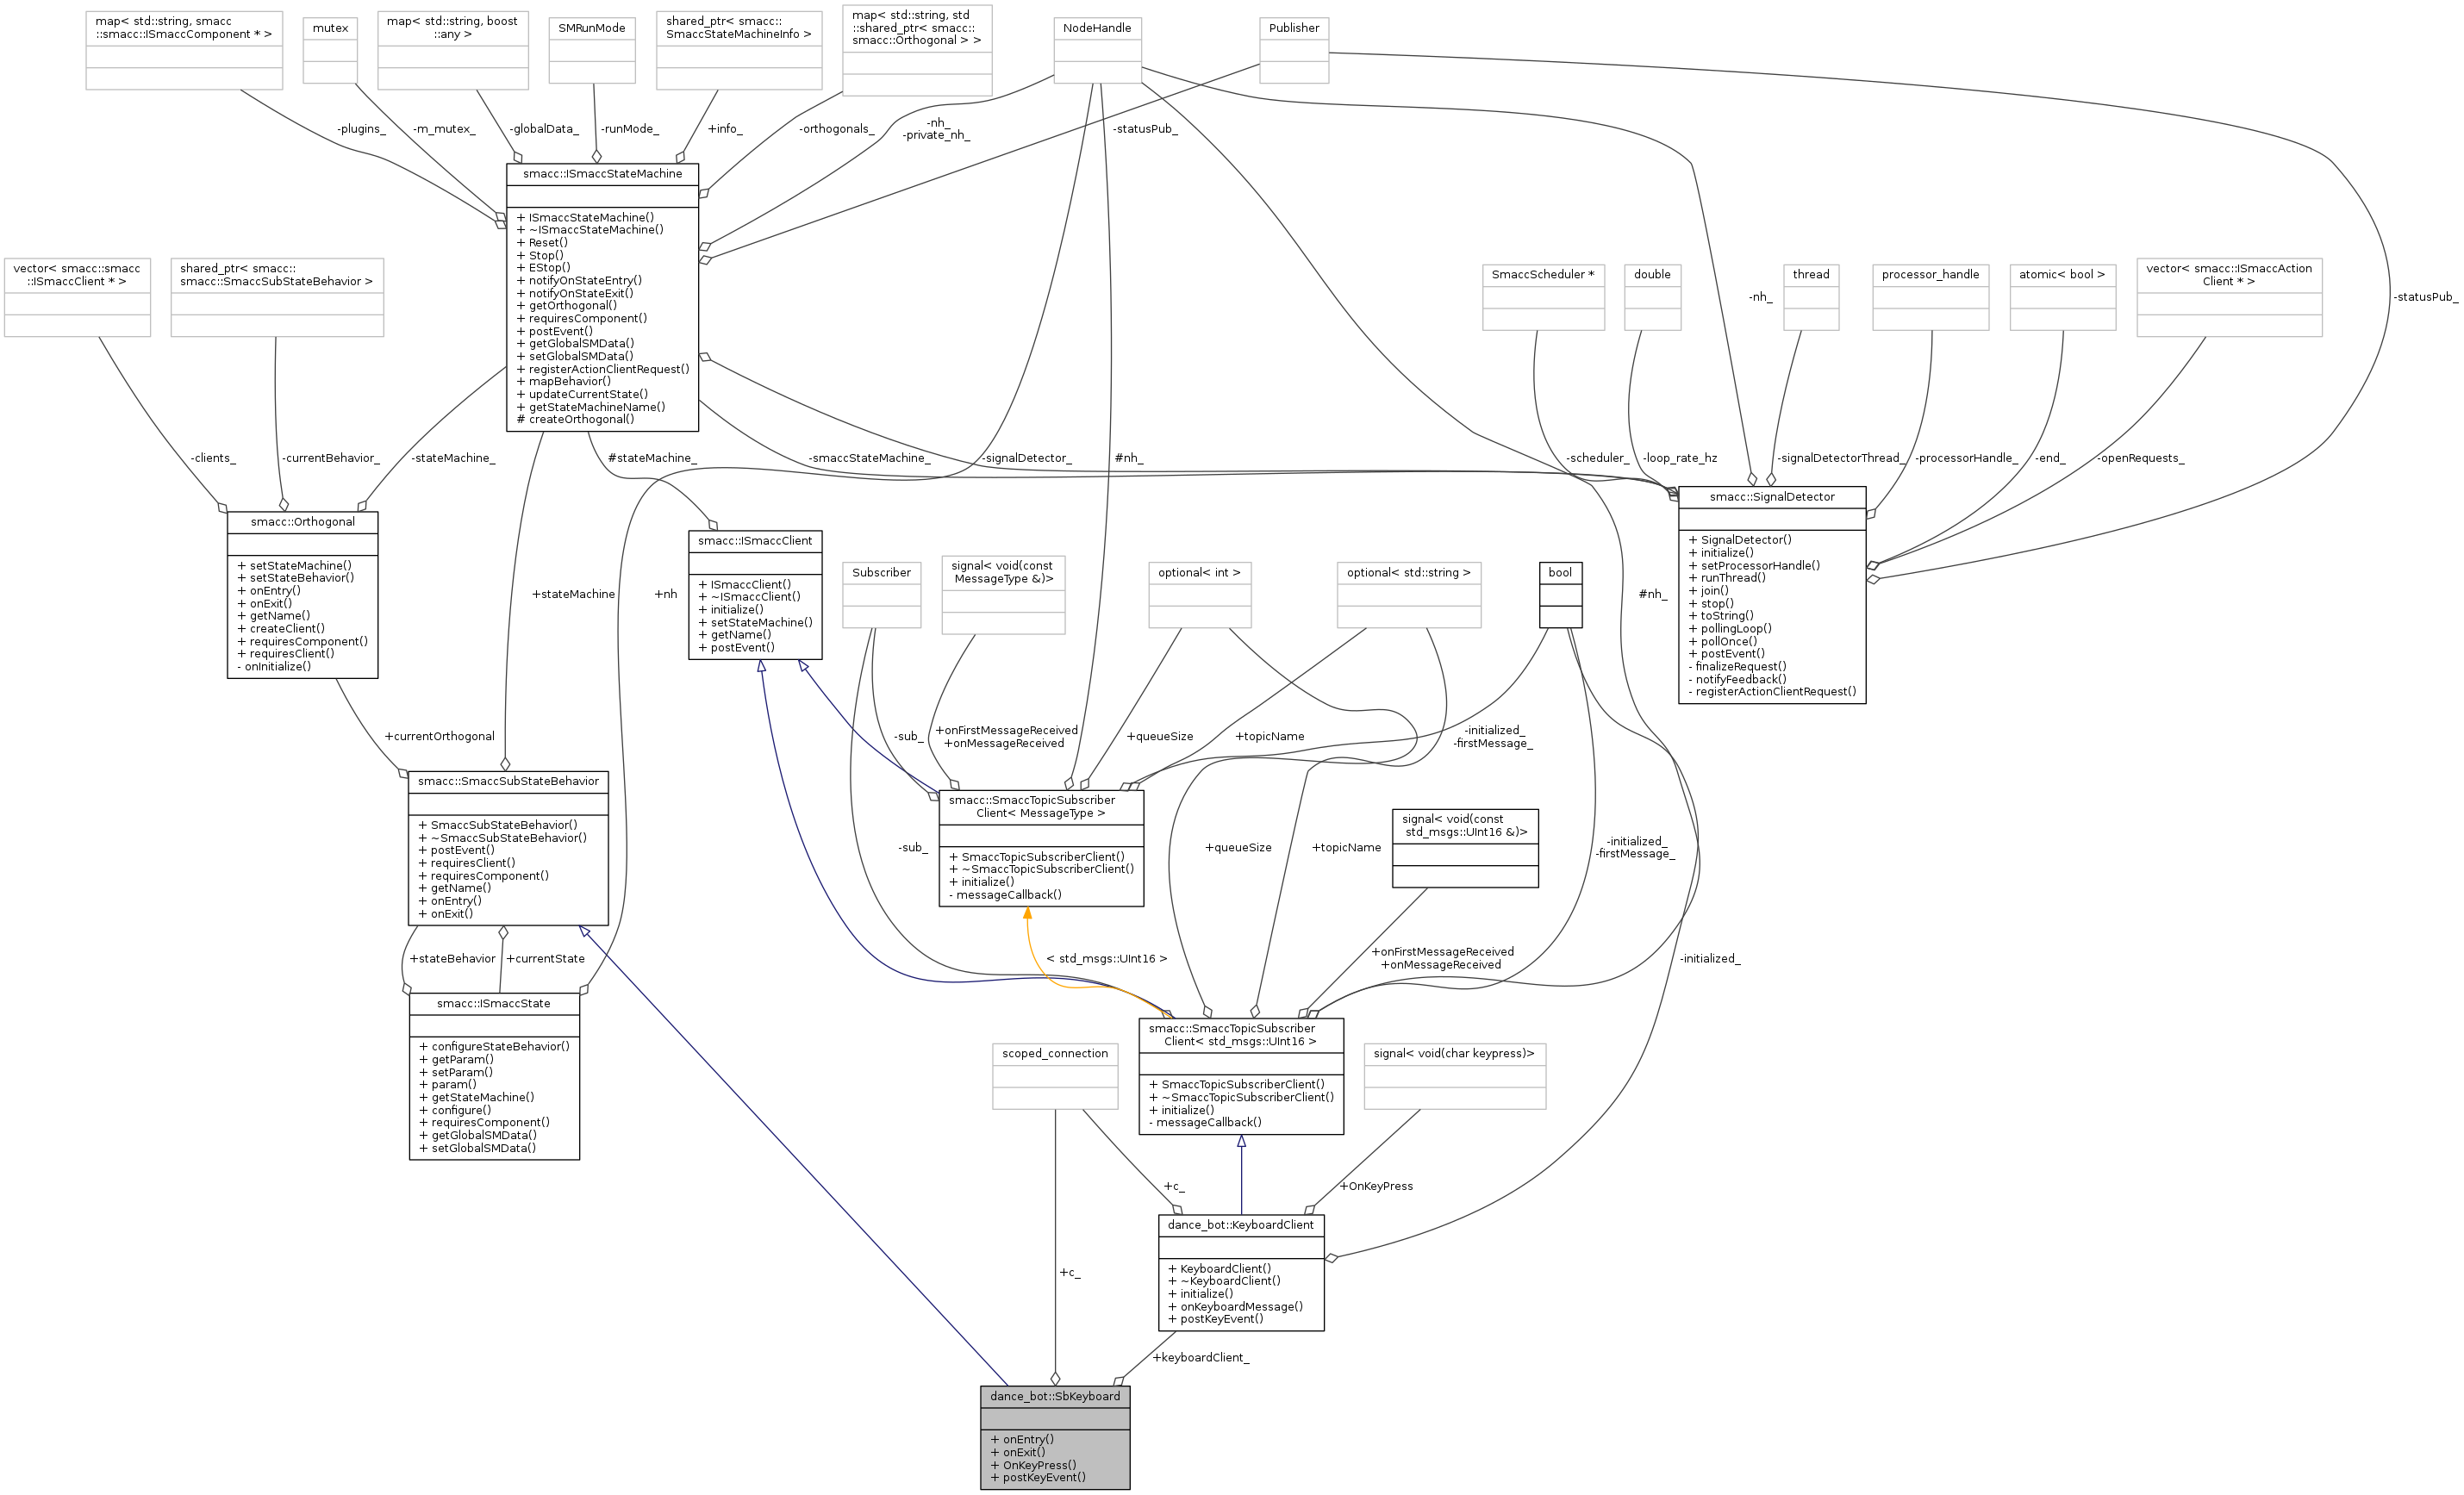 map< std::string, smacc
::smacc::ISmaccComponent * >
mutex
map< std::string, boost
::any >
SMRunMode
shared_ptr< smacc::
SmaccStateMachineInfo >
map< std::string, std
::shared_ptr< smacc::
smacc::Orthogonal > >
NodeHandle
Publisher
-plugins_
-m_mutex_
-globalData_
-runMode_
+info_
-orthogonals_
-nh_
-private_nh_
-statusPub_
smacc::ISmaccStateMachine
+ ISmaccStateMachine()
+ ~ISmaccStateMachine()
+ Reset()
+ Stop()
+ EStop()
+ notifyOnStateEntry()
+ notifyOnStateExit()
+ getOrthogonal()
+ requiresComponent()
+ postEvent()
+ getGlobalSMData()
+ setGlobalSMData()
+ registerActionClientRequest()
+ mapBehavior()
+ updateCurrentState()
+ getStateMachineName()
# createOrthogonal()
vector< smacc::smacc
::ISmaccClient * >
shared_ptr< smacc::
smacc::SmaccSubStateBehavior >
SmaccScheduler *
double
thread
processor_handle
atomic< bool >
vector< smacc::ISmaccAction
Client * >
-nh_
-statusPub_
-clients_
-currentBehavior_
-stateMachine_
#stateMachine_
-smaccStateMachine_
-signalDetector_
#nh_
-scheduler_
-loop_rate_hz
-signalDetectorThread_
-processorHandle_
-end_
-openRequests_
smacc::Orthogonal
+ setStateMachine()
+ setStateBehavior()
+ onEntry()
+ onExit()
+ getName()
+ createClient()
+ requiresComponent()
+ requiresClient()
- onInitialize()
+stateMachine
+nh
smacc::ISmaccClient
+ ISmaccClient()
+ ~ISmaccClient()
+ initialize()
+ setStateMachine()
+ getName()
+ postEvent()
Subscriber
signal< void(const
MessageType &)>
optional< int >
optional< std::string >
bool
#nh_
smacc::SignalDetector
+ SignalDetector()
+ initialize()
+ setProcessorHandle()
+ runThread()
+ join()
+ stop()
+ toString()
+ pollingLoop()
+ pollOnce()
+ postEvent()
- finalizeRequest()
- notifyFeedback()
- registerActionClientRequest()
+currentOrthogonal
-sub_
+onFirstMessageReceived
+onMessageReceived
+queueSize
+topicName
-initialized_
-firstMessage_
smacc::SmaccSubStateBehavior
+ SmaccSubStateBehavior()
+ ~SmaccSubStateBehavior()
+ postEvent()
+ requiresClient()
+ requiresComponent()
+ getName()
+ onEntry()
+ onExit()
-sub_
smacc::SmaccTopicSubscriber
Client< MessageType >
+ SmaccTopicSubscriberClient()
+ ~SmaccTopicSubscriberClient()
+ initialize()
- messageCallback()
+queueSize
+topicName
signal< void(const
std_msgs::UInt16 &)>
-initialized_
-firstMessage_
+stateBehavior
+currentState
< std_msgs::UInt16 >
+onFirstMessageReceived
+onMessageReceived
-initialized_
smacc::ISmaccState
+ configureStateBehavior()
+ getParam()
+ setParam()
+ param()
+ getStateMachine()
+ configure()
+ requiresComponent()
+ getGlobalSMData()
+ setGlobalSMData()
scoped_connection
smacc::SmaccTopicSubscriber
Client< std_msgs::UInt16 >
+ SmaccTopicSubscriberClient()
+ ~SmaccTopicSubscriberClient()
+ initialize()
- messageCallback()
signal< void(char keypress)>
+c_
+OnKeyPress
+c_
dance_bot::KeyboardClient
+ KeyboardClient()
+ ~KeyboardClient()
+ initialize()
+ onKeyboardMessage()
+ postKeyEvent()
+keyboardClient_
dance_bot::SbKeyboard
+ onEntry()
+ onExit()
+ OnKeyPress()
+ postKeyEvent()